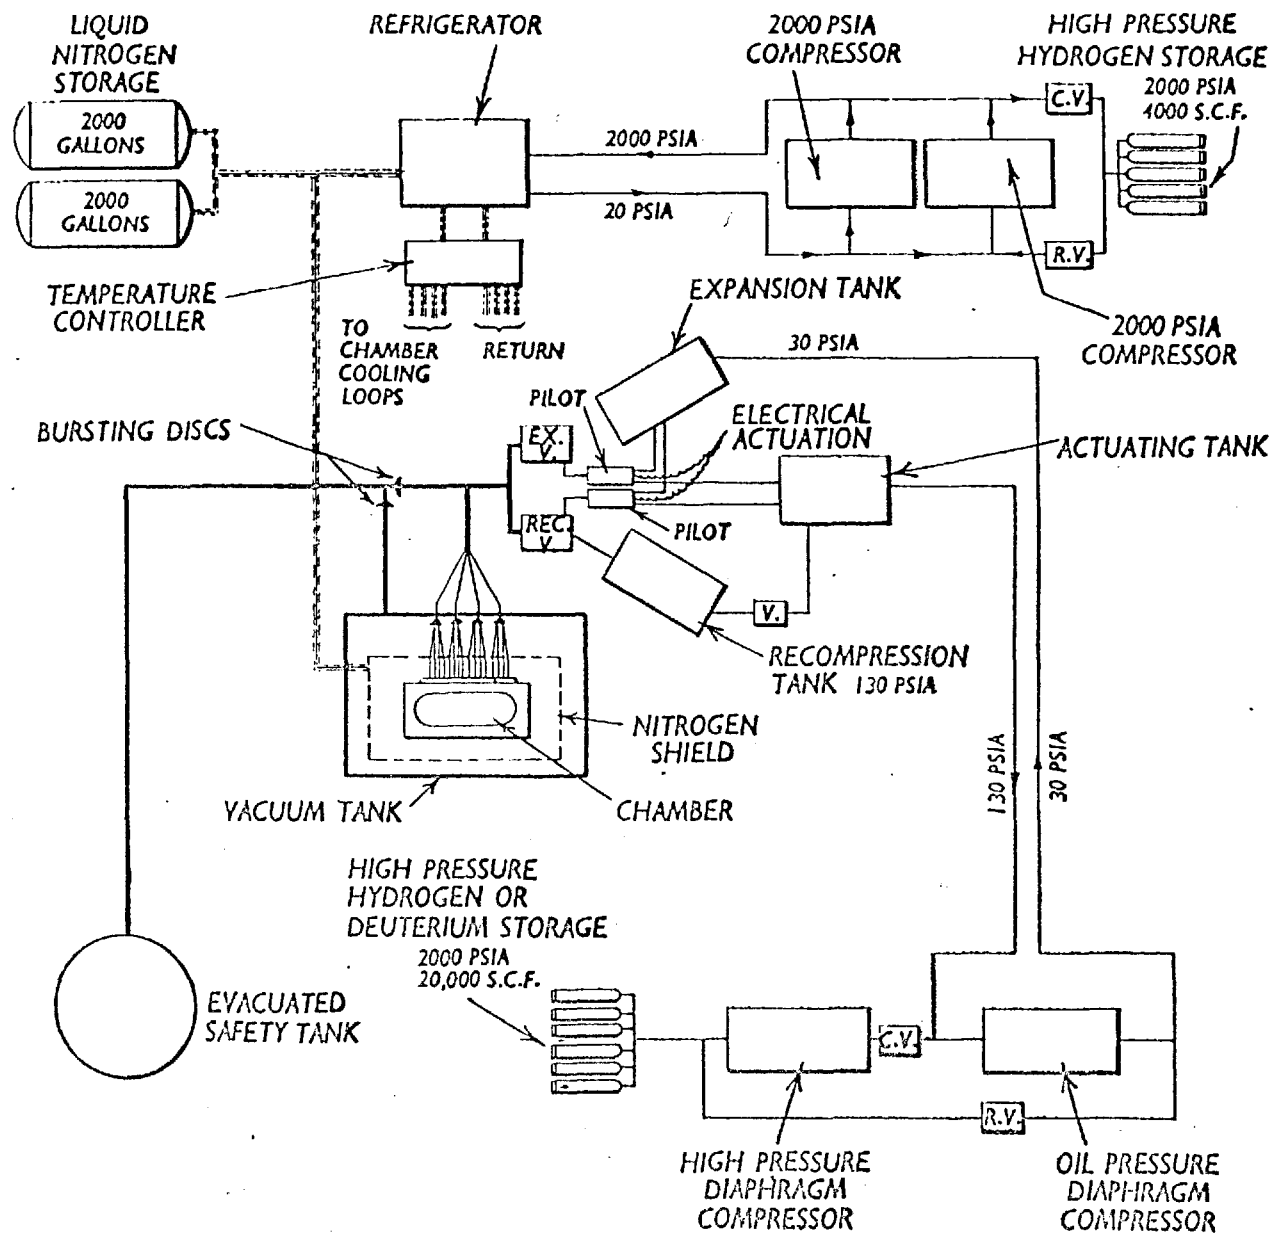 LIQUID
NITROGEN
STORAGE
2000
GALLONS
2000
GALLONS
REFRIGERATOR
2000 PSIA
COMPRESSOR
HIGH PRESSURE
HYDROGEN STORAGE
2000 PSIA
4000 S.C.F.
C.V.
2000 PSIA
20 PSIA
R.V.
TEMPERATURE
CONTROLLER
TO
CHAMBER
COOLING
LOOPS
RETURN
EXPANSION TANK
30 PSIA
2000 PSIA
COMPRESSOR
PILOT
ELECTRICAL
ACTUATION
BURSTING DISCS
EX.
V.
ACTUATING TANK
REC.
V.
PILOT
V.
RECOMPRESSION
TANK 130 PSIA
NITROGEN
SHIELD
VACUUM TANK
CHAMBER
130 PSIA
30 PSIA
HIGH PRESSURE
HYDROGEN OR
DEUTERIUM STORAGE
2000 PSIA
20,000 S.C.F.
EVACUATED
SAFETY TANK
C.V.
R.V.
HIGH PRESSURE
DIAPHRAGM
COMPRESSOR
OIL PRESSURE
DIAPHRAGM
COMPRESSOR